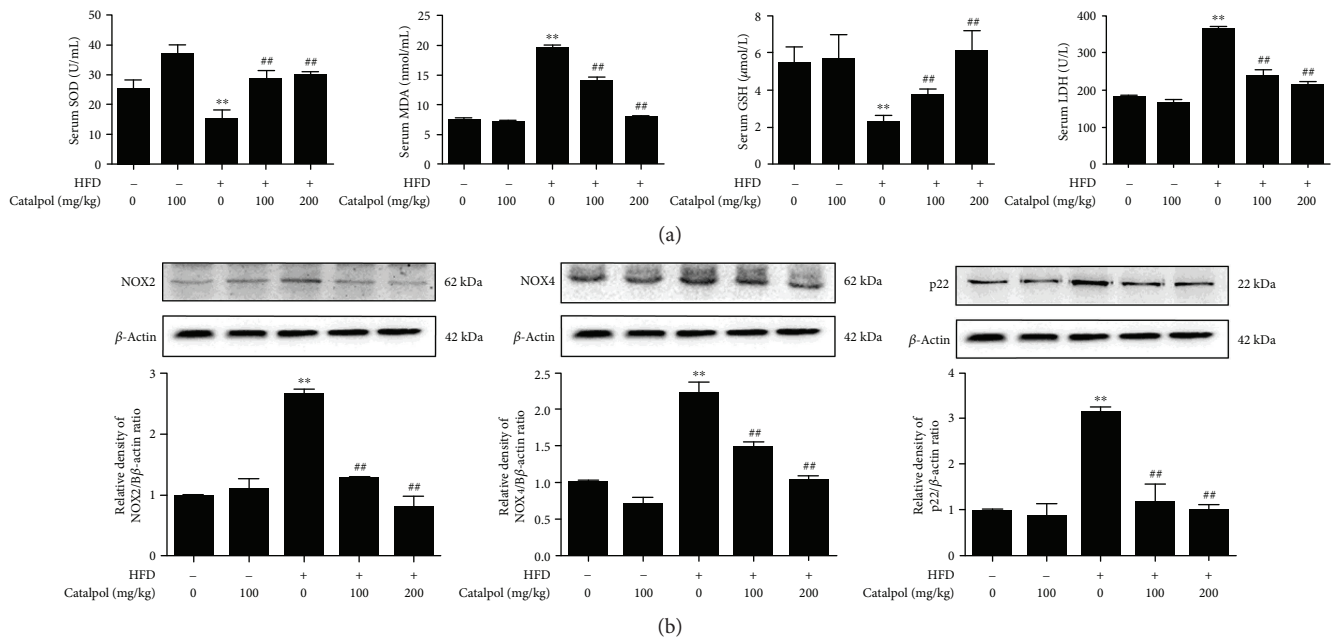 Serum SOD (U/mL)
50
40
30
20
10
0
**
##
##
HFD
– – + + +
Catalpol (mg/kg)
0 100 0 100 200
Serum MDA (nmol/mL)
25
20
15
10
5
0
**
##
##
HFD
– – + + +
Catalpol (mg/kg)
0 100 0 100 200
Serum GSH (μmol/L)
8
6
4
2
0
**
##
##
HFD
– – + + +
Catalpol (mg/kg)
0 100 0 100 200
Serum LDH (U/L)
400
300
200
100
0
**
##
##
HFD
– – + + +
Catalpol (mg/kg)
0 100 0 100 200
(a)
NOX2 62 kDa
β-Actin 42 kDa
Relative density of
NOX2/Bβ-actin ratio
3
2
1
0
**
##
##
HFD
– – + + +
Catalpol (mg/kg)
0 100 0 100 200
NOX4 62 kDa
β-Actin 42 kDa
Relative density of
NOX4/Bβ-actin ratio
2.5
2.0
1.5
1.0
0.5
0.0
**
##
##
HFD
– – + + +
Catalpol (mg/kg)
0 100 0 100 200
p22 22 kDa
β-Actin 42 kDa
Relative density of
p22/β-actin ratio
4
3
2
1
0
**
##
##
HFD
– – + + +
Catalpol (mg/kg)
0 100 0 100 200
(b)